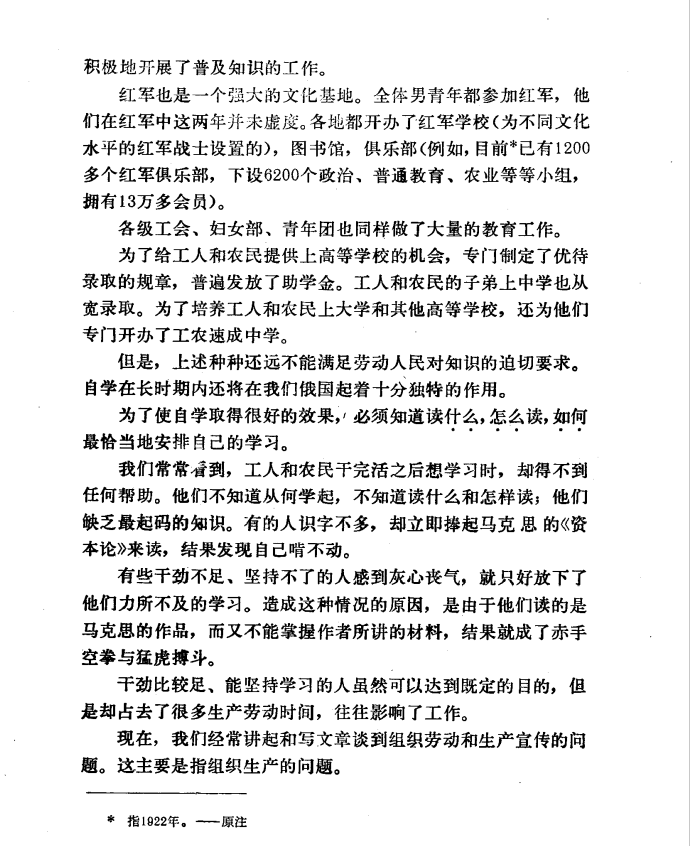 积极地开展了普及知识的工作。
红军也是一个强大的文化基地。全体男青年都参加红军，他
们在红军中这两年并未虚度。各地都开办了红军学校（为不同文化
水平的红军战士设置的），图书馆，俱乐部（例如，目前*已有1200
多个红军俱乐部，下设6200个政治、普通教育、农业等等小组，
拥有13万多会员）。
各级工会、妇女部、青年团也同样做了大量的教育工作。
为了给工人和农民提供上高等学校的机会，专门制定了优待
录取的规章，普遍发放了助学金。工人和农民的子弟上中学也从
宽录取。为了培养工人和农民上大学和其他高等学校，还为他们
专门开办了工农速成中学。
但是，上述种种还远不能满足劳动人民对知识的迫切要求。
自学在长时期内还将在我们俄国起着十分独特的作用。
为了使自学取得很好的效果，必须知道读什么，怎么读，如何
最恰当地安排自己的学习。
我们常常看到，工人和农民干完活之后想学习时，却得不到
任何帮助。他们不知道从何学起，不知道读什么和怎样读；他们
缺乏最起码的知识。有的人识字不多，却立即捧起马克思的《资
本论》来读，结果发现自己啃不动。
有些干劲不足、坚持不了的人感到灰心丧气，就只好放下了
他们力所不及的学习。造成这种情况的原因，是由于他们读的是
马克思的作品，而又不能掌握作者所讲的材料，结果就成了赤手
空拳与猛虎搏斗。
干劲比较足、能坚持学习的人虽然可以达到既定的目的，但
是却占去了很多生产劳动时间，往往影响了工作。
现在，我们经常讲起和写文章谈到组织劳动和生产宣传的问
题。这主要是指组织生产的问题。
* 指1922年。——原注